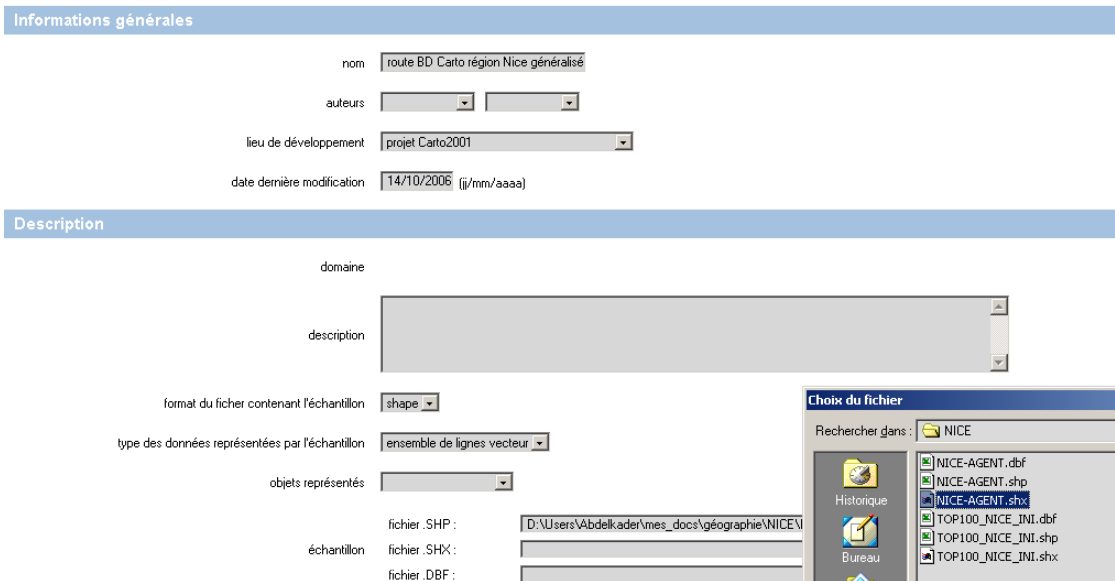 Informations générales
nom route BD Carto région Nice généralisé
auteurs
lieu de développement projet Carto2001
date dernière modification 14/10/2006 (jj/mm/aaaa)
Description
domaine
description
format du ficher contenant l'échantillon shape
type des données représentées par l'échantillon ensemble de lignes vecteur
objets représentés
échantillon
fichier .SHP : D:\Users\Abdelkader\mes_docs\géographie\NICE\
fichier .SHX :
fichier .DBF :
Choix du fichier
Rechercher dans : NICE
Historique
Bureau
NICE-AGENT.dbf
NICE-AGENT.shp
NICE-AGENT.shx
TOP100_NICE_INI.dbf
TOP100_NICE_INI.shp
TOP100_NICE_INI.shx